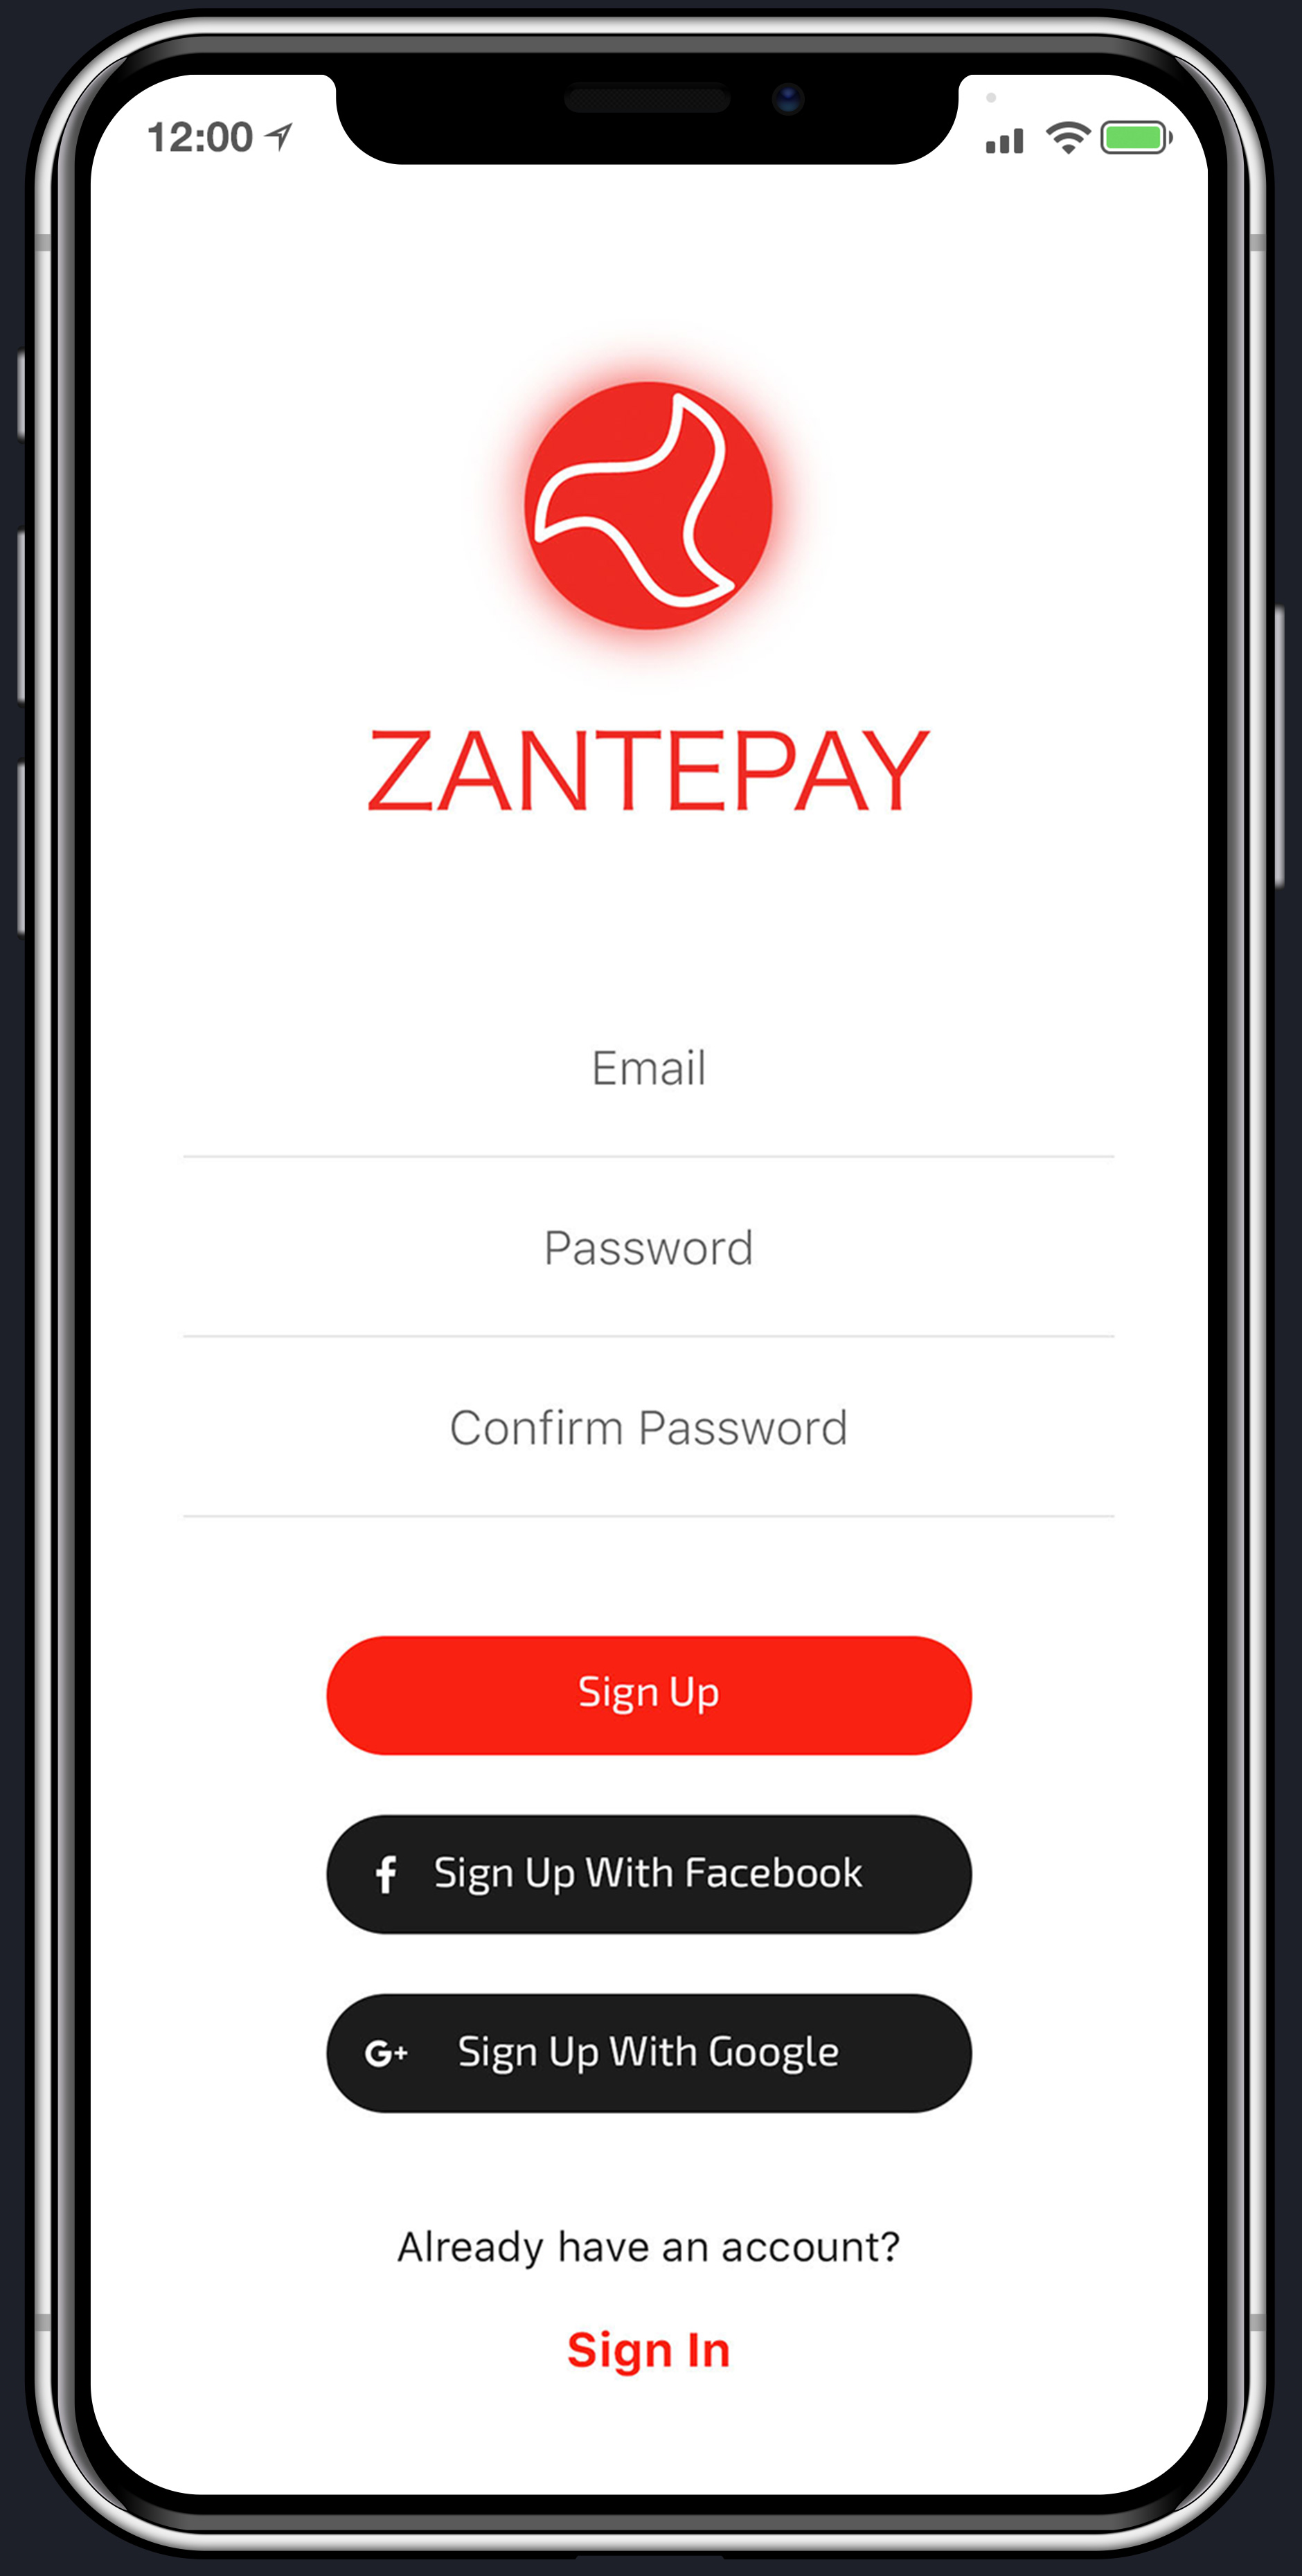 12:00
ZANTEPAY
Email
Password
Confirm Password
Sign Up
f Sign Up With Facebook
G+ Sign Up With Google
Already have an account?
Sign In